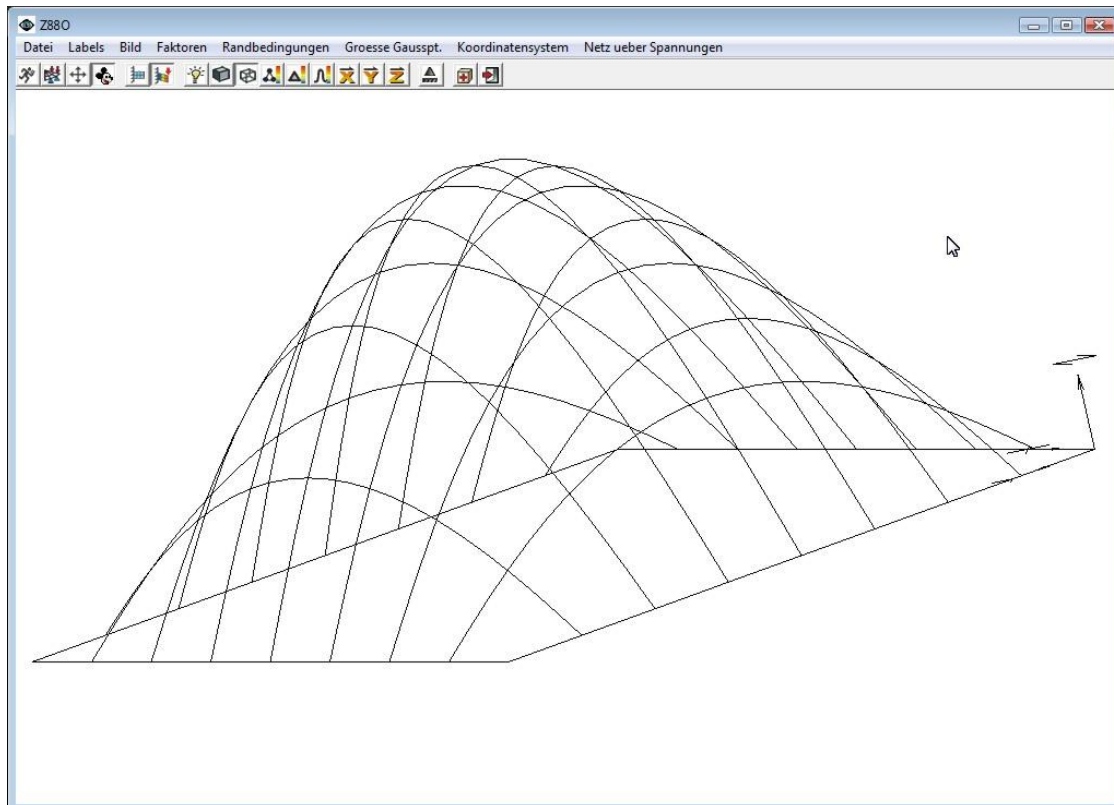 Z88O
Datei Labels Bild Faktoren Randbedingungen Groesse Gausspt. Koordinatensystem Netz ueber Spannungen
X Y Z